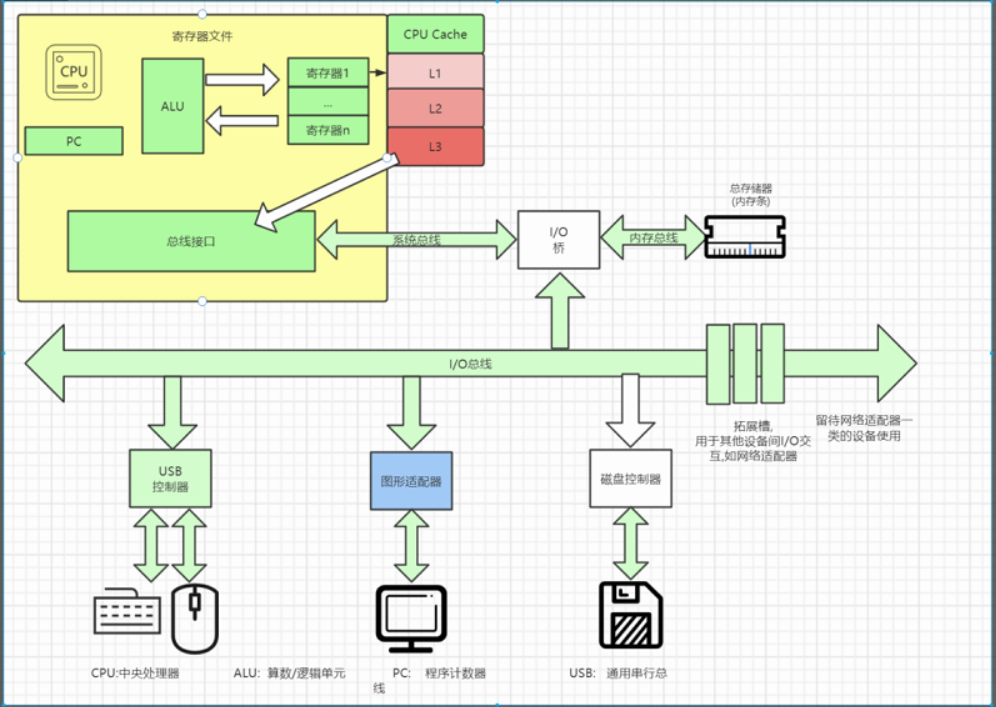 寄存器文件
CPU Cache
CPU
ALU
寄存器1
...
寄存器n
L1
L2
L3
PC
总线接口
系统总线
I/O
桥
内存总线
总存储器
(内存条)
I/O总线
拓展槽,
用于其他设备间I/O交
互,如网络适配器
留待网络适配器一
类的设备使用
USB
控制器
图形适配器
磁盘控制器
CPU:中央处理器
ALU: 算数/逻辑单元
PC: 程序计数器
USB: 通用串行总
线